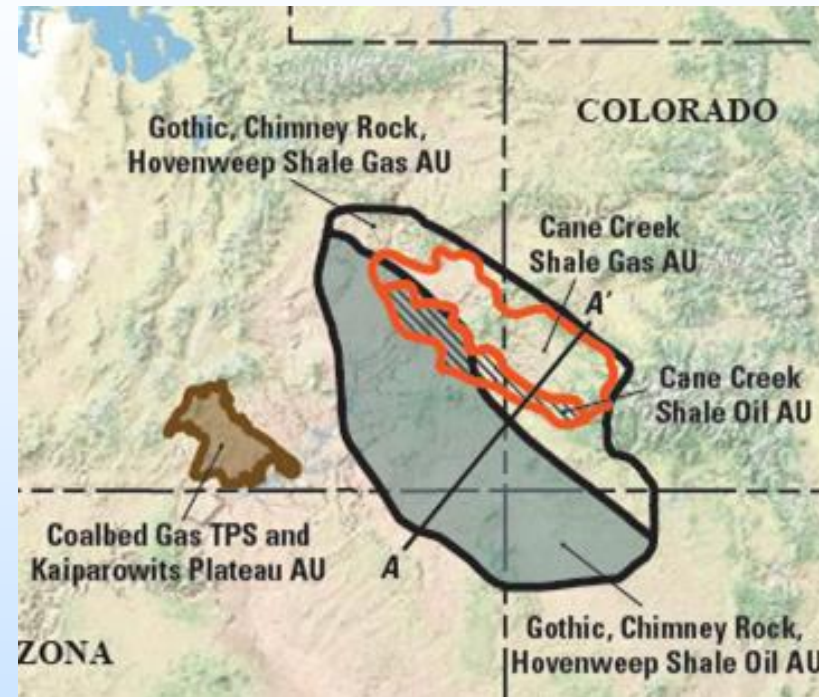 COLORADO
Gothic, Chimney Rock,
Hovenweep Shale Gas AU
Cane Creek
Shale Gas AU
A'
Cane Creek
Shale Oil AU
Coalbed Gas TPS and
Kaiparowits Plateau AU
A
ZONA
Gothic, Chimney Rock,
Hovenweep Shale Oil AU